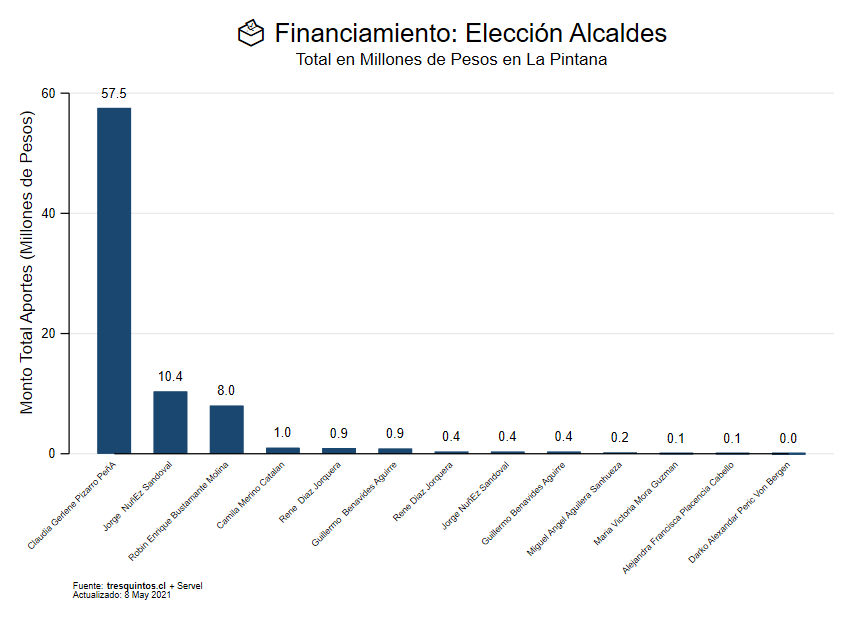 Financiamiento: Elección Alcaldes
Total en Millones de Pesos en La Pintana
Monto Total Aportes (Millones de Pesos)
60
40
20
0
57.5
10.4
8.0
1.0
0.9
0.9
0.4
0.4
0.4
0.2
0.1
0.1
0.0
Claudia Gerlene Pizarro PeñA
Jorge  NuñEz Sandoval
Robin Enrique Bustamante Molina
Camila Merino Catalan
Rene  Diaz Jorquera
Guillermo  Benavides Aguirre
Rene Diaz Jorquera
Jorge NuñEz Sandoval
Guillermo Benavides Aguirre
Miguel Angel Aguilera Sanhueza
Maria Victoria Mora Guzman
Alejandra Francisca Placencia Cabello
Darko Alexandar Peric Von Bergen
Fuente: tresquintos.cl + Servel
Actualizado: 8 May 2021